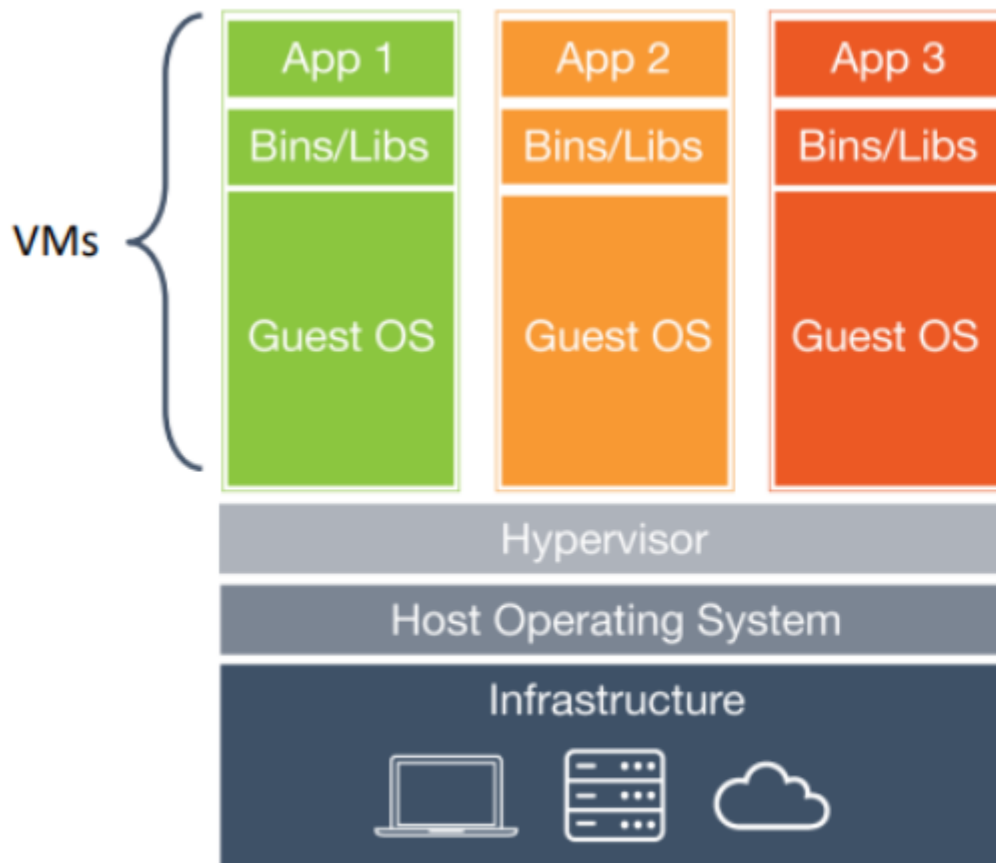 App 1
App 2
App 3
Bins/Libs
Bins/Libs
Bins/Libs
VMs
Guest OS
Guest OS
Guest OS
Hypervisor
Host Operating System
Infrastructure